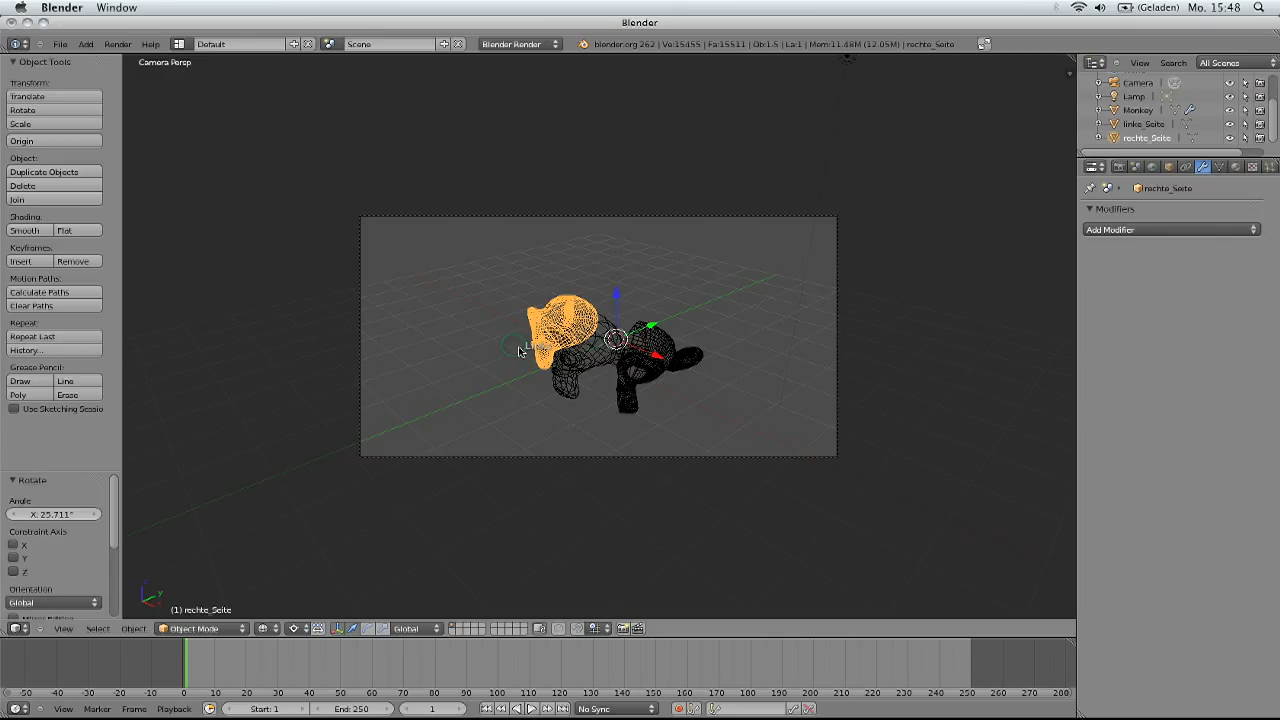 Blender Window (Geladen) Mo. 15:48
Blender
File Add Render Help Default Scene Blender Render blender.org 262 | Ve:15455 | Fa:15511 | Ob:1.5 | La:1 | Mem:11.48M (12.05M) | rechte_Seite View Search All Scenes
Object Tools
Camera Persp
Transform:
Translate
Rotate
Scale
Origin
Object:
Duplicate Objects
Delete
Join
Shading:
Smooth Flat
Keyframes:
Insert Remove
Motion Paths:
Calculate Paths
Clear Paths
Repeat:
Repeat Last
History...
Grease Pencil:
Draw Line
Poly Erase
Use Sketching Sessio
Rotate
Angle
X: 25.711°
Constraint Axis
X
Y
Z
Orientation
Global
Camera
Lamp
Monkey
linke_Seite
rechte_Seite
rechte_Seite
Modifiers
Add Modifier
(1) rechte_Seite
View Select Object Object Mode Global
-50 -40 -30 -20 -10 0 10 20 30 40 50 60 70 80 90 100 110 120 130 140 150 160 170 180 190 200 210 220 230 240 250 260 270 280
View Marker Frame Playback Start: 1 End: 250 1 No Sync